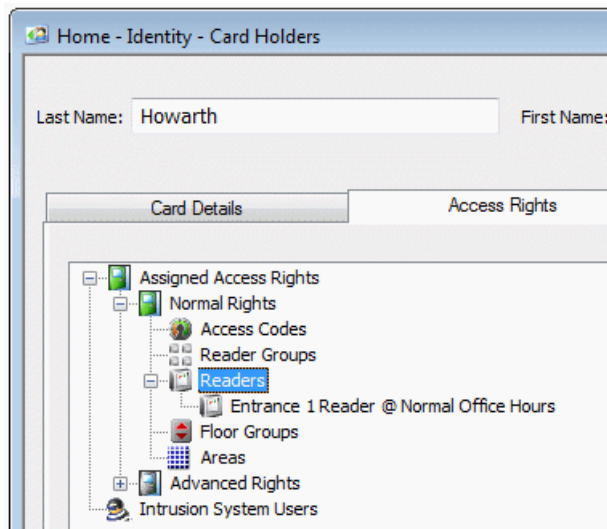 Home - Identity - Card Holders
Last Name: Howarth First Name:
Card Details Access Rights
Assigned Access Rights
Normal Rights
Access Codes
Reader Groups
Readers
Entrance 1 Reader @ Normal Office Hours
Floor Groups
Areas
Advanced Rights
Intrusion System Users